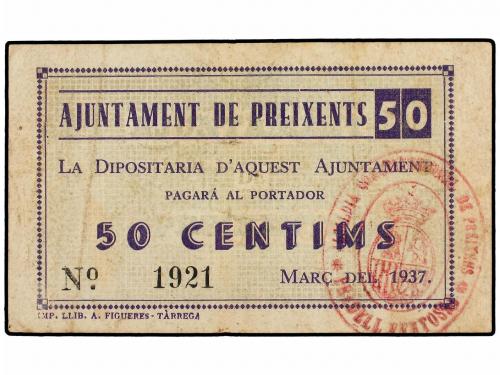 AJUNTAMENT DE PREIXENTS 50
LA DIPOSITARIA D'AQUEST AJUNTAMENT
PAGARÁ AL PORTADOR
50 CENTIMS
Nº. 1921 MARÇ DEL 1937.
IMP. LLIB. A. FIGUERES-TÀRREGA